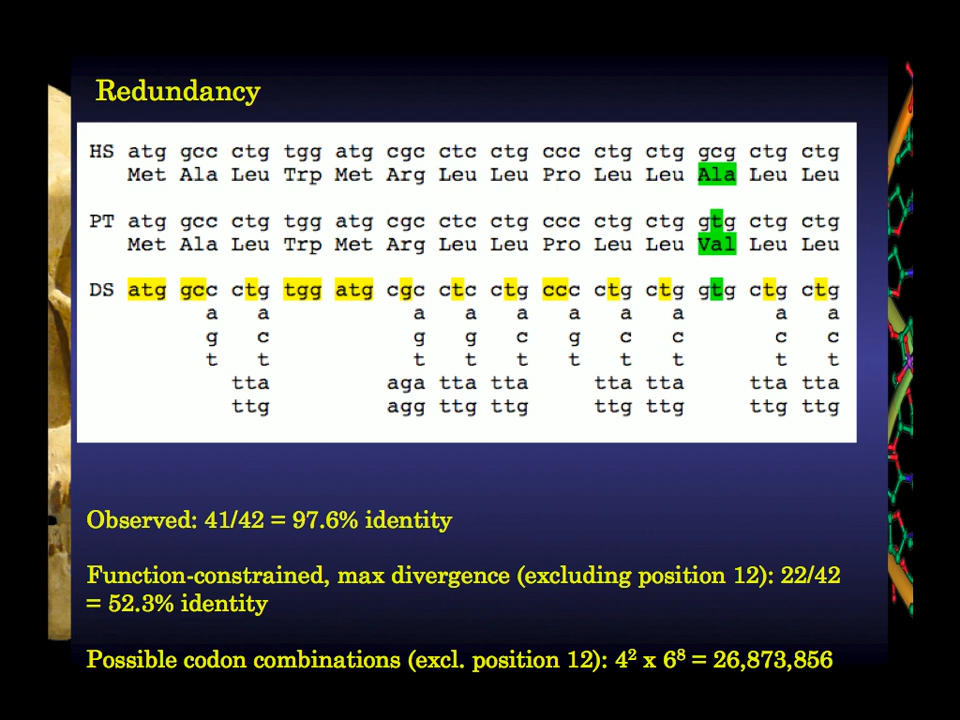 Redundancy
HS atg gcc ctg tgg atg cgc ctc ctg ccc ctg ctg gcg ctg ctg
Met Ala Leu Trp Met Arg Leu Leu Pro Leu Leu Ala Leu Leu
PT atg gcc ctg tgg atg cgc ctc ctg ccc ctg ctg gtg ctg ctg
Met Ala Leu Trp Met Arg Leu Leu Pro Leu Leu Val Leu Leu
DS atg gcc ctg tgg atg cgc ctc ctg ccc ctg ctg gtg ctg ctg
a a a a a a a a a a
g c g g c g c c c c
t t t t t t t t t t
tta aga tta tta tta tta tta tta
ttg agg ttg ttg ttg ttg ttg ttg
Observed: 41/42 = 97.6% identity
Function-constrained, max divergence (excluding position 12): 22/42
= 52.3% identity
Possible codon combinations (excl. position 12): 4² x 6⁸ = 26,873,856